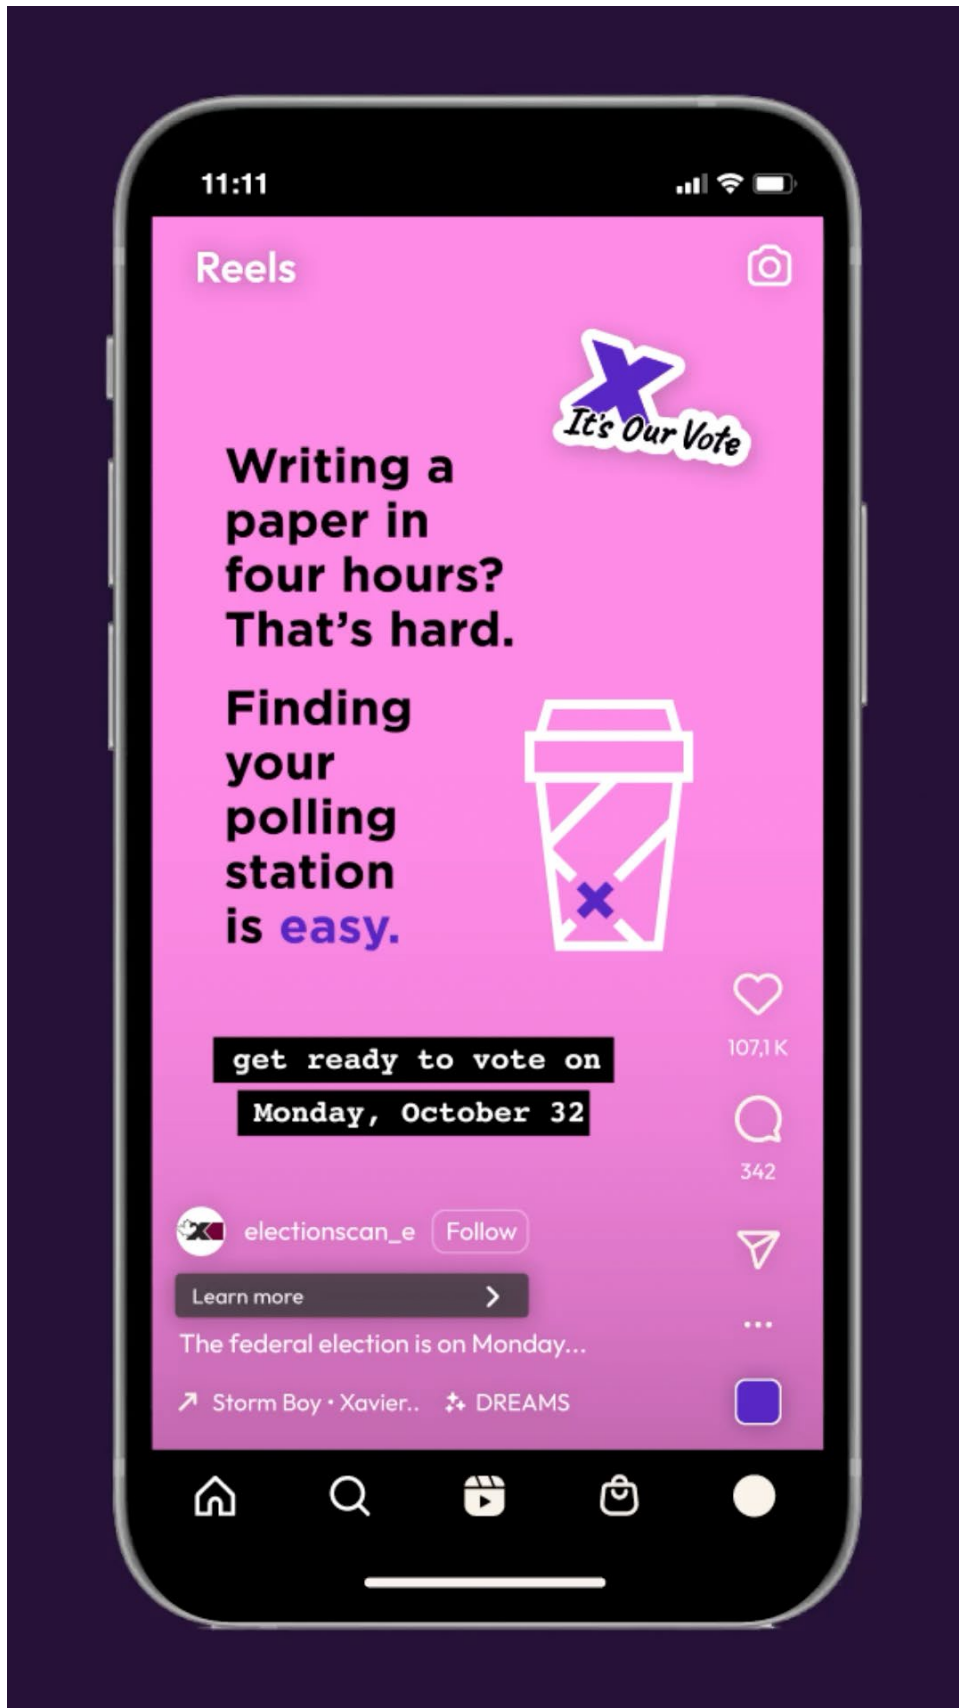 11:11
Reels
X
It's Our Vote
Writing a
paper in
four hours?
That's hard.
Finding
your
polling
station
is easy.
get ready to vote on
Monday, October 32
107,1 K
342
electionscan_e
Follow
Learn more
The federal election is on Monday...
Storm Boy • Xavier..
DREAMS